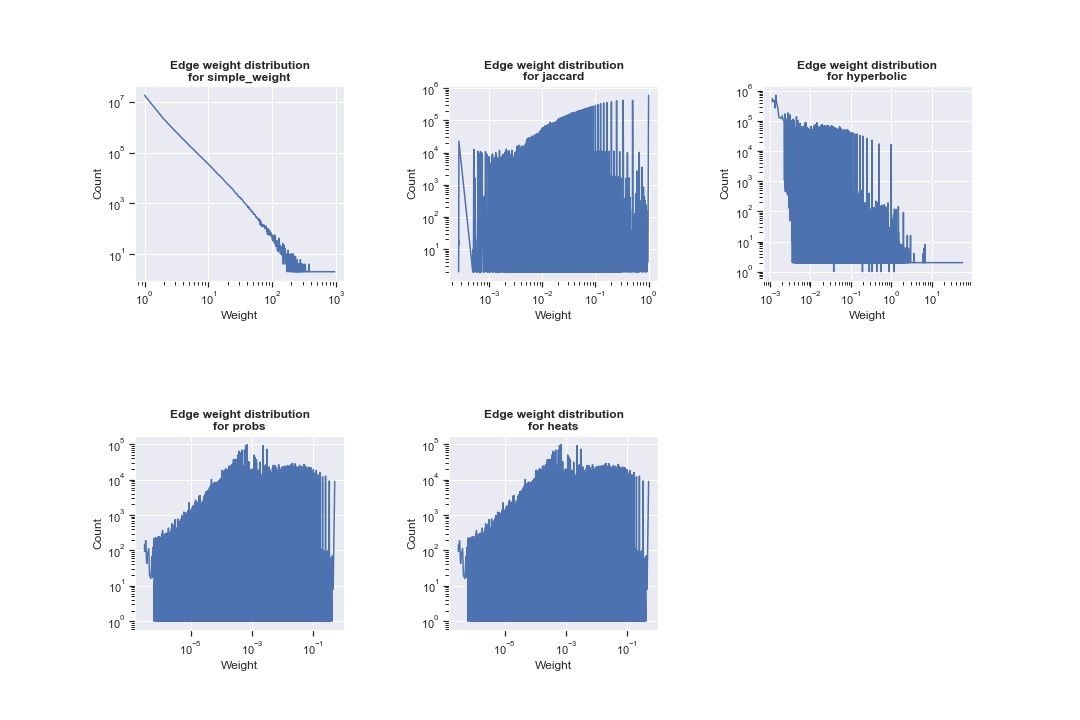 Edge weight distribution
for simple_weight
10^7
10^5
10^3
10^1
Count
10^0 10^1 10^2 10^3
Weight
Edge weight distribution
for jaccard
10^6
10^5
10^4
10^3
10^2
10^1
Count
10^−3 10^−2 10^−1 10^0
Weight
Edge weight distribution
for hyperbolic
10^6
10^5
10^4
10^3
10^2
10^1
10^0
Count
10^−3 10^−2 10^−1 10^0 10^1
Weight
Edge weight distribution
for probs
10^5
10^4
10^3
10^2
10^1
10^0
Count
10^−5 10^−3 10^−1
Weight
Edge weight distribution
for heats
10^5
10^4
10^3
10^2
10^1
10^0
Count
10^−5 10^−3 10^−1
Weight